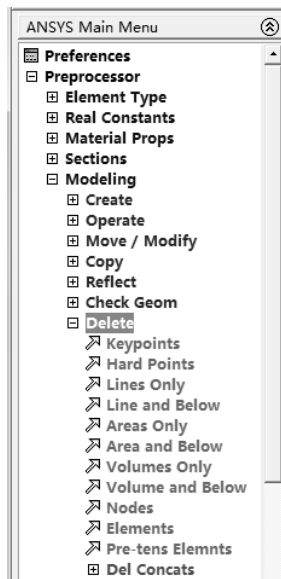 ANSYS Main Menu
Preferences
Preprocessor
Element Type
Real Constants
Material Props
Sections
Modeling
Create
Operate
Move / Modify
Copy
Reflect
Check Geom
Delete
Keypoints
Hard Points
Lines Only
Line and Below
Areas Only
Area and Below
Volumes Only
Volume and Below
Nodes
Elements
Pre-tens Elemnts
Del Concats